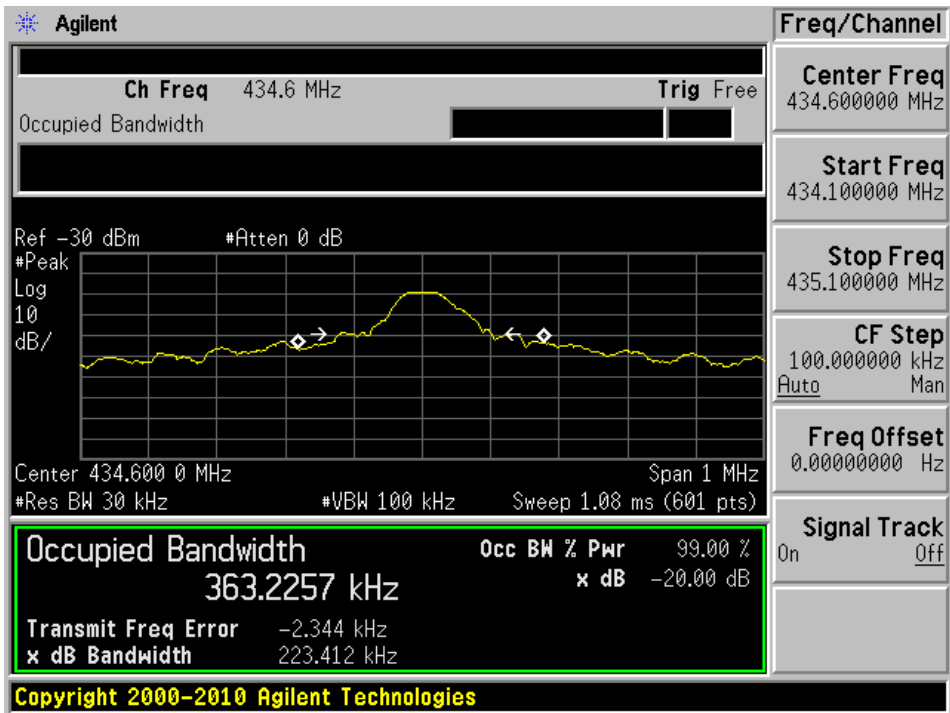 Agilent
Freq/Channel
Ch Freq 434.6 MHz Trig Free
Occupied Bandwidth
Center Freq
434.600000 MHz
Start Freq
434.100000 MHz
Stop Freq
435.100000 MHz
CF Step
100.000000 kHz
Auto Man
Freq Offset
0.00000000 Hz
Signal Track
On Off
Ref -30 dBm #Atten 0 dB
#Peak
Log
10
dB/
Center 434.600 0 MHz Span 1 MHz
#Res BW 30 kHz #VBW 100 kHz Sweep 1.08 ms (601 pts)
Occupied Bandwidth Occ BW % Pwr 99.00 %
363.2257 kHz x dB -20.00 dB
Transmit Freq Error -2.344 kHz
x dB Bandwidth 223.412 kHz
Copyright 2000-2010 Agilent Technologies